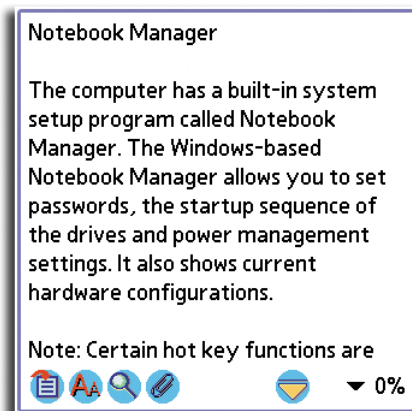 Notebook Manager
The computer has a built-in system
setup program called Notebook
Manager. The Windows-based
Notebook Manager allows you to set
passwords, the startup sequence of
the drives and power management
settings. It also shows current
hardware configurations.
Note: Certain hot key functions are
AA 0%